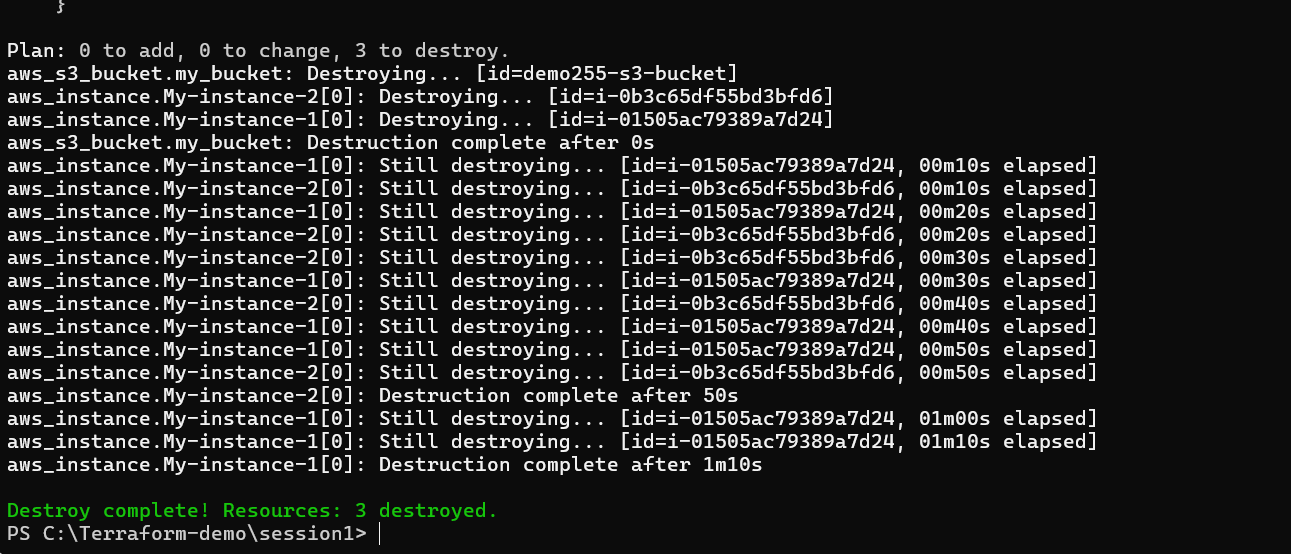 }
Plan: 0 to add, 0 to change, 3 to destroy.
aws_s3_bucket.my_bucket: Destroying... [id=demo255-s3-bucket]
aws_instance.My-instance-2[0]: Destroying... [id=i-0b3c65df55bd3bfd6]
aws_instance.My-instance-1[0]: Destroying... [id=i-01505ac79389a7d24]
aws_s3_bucket.my_bucket: Destruction complete after 0s
aws_instance.My-instance-1[0]: Still destroying... [id=i-01505ac79389a7d24, 00m10s elapsed]
aws_instance.My-instance-2[0]: Still destroying... [id=i-0b3c65df55bd3bfd6, 00m10s elapsed]
aws_instance.My-instance-1[0]: Still destroying... [id=i-01505ac79389a7d24, 00m20s elapsed]
aws_instance.My-instance-2[0]: Still destroying... [id=i-0b3c65df55bd3bfd6, 00m20s elapsed]
aws_instance.My-instance-2[0]: Still destroying... [id=i-0b3c65df55bd3bfd6, 00m30s elapsed]
aws_instance.My-instance-1[0]: Still destroying... [id=i-01505ac79389a7d24, 00m30s elapsed]
aws_instance.My-instance-2[0]: Still destroying... [id=i-0b3c65df55bd3bfd6, 00m40s elapsed]
aws_instance.My-instance-1[0]: Still destroying... [id=i-01505ac79389a7d24, 00m40s elapsed]
aws_instance.My-instance-1[0]: Still destroying... [id=i-01505ac79389a7d24, 00m50s elapsed]
aws_instance.My-instance-2[0]: Still destroying... [id=i-0b3c65df55bd3bfd6, 00m50s elapsed]
aws_instance.My-instance-2[0]: Destruction complete after 50s
aws_instance.My-instance-1[0]: Still destroying... [id=i-01505ac79389a7d24, 01m00s elapsed]
aws_instance.My-instance-1[0]: Still destroying... [id=i-01505ac79389a7d24, 01m10s elapsed]
aws_instance.My-instance-1[0]: Destruction complete after 1m10s
Destroy complete! Resources: 3 destroyed.
PS C:\Terraform-demo\session1>